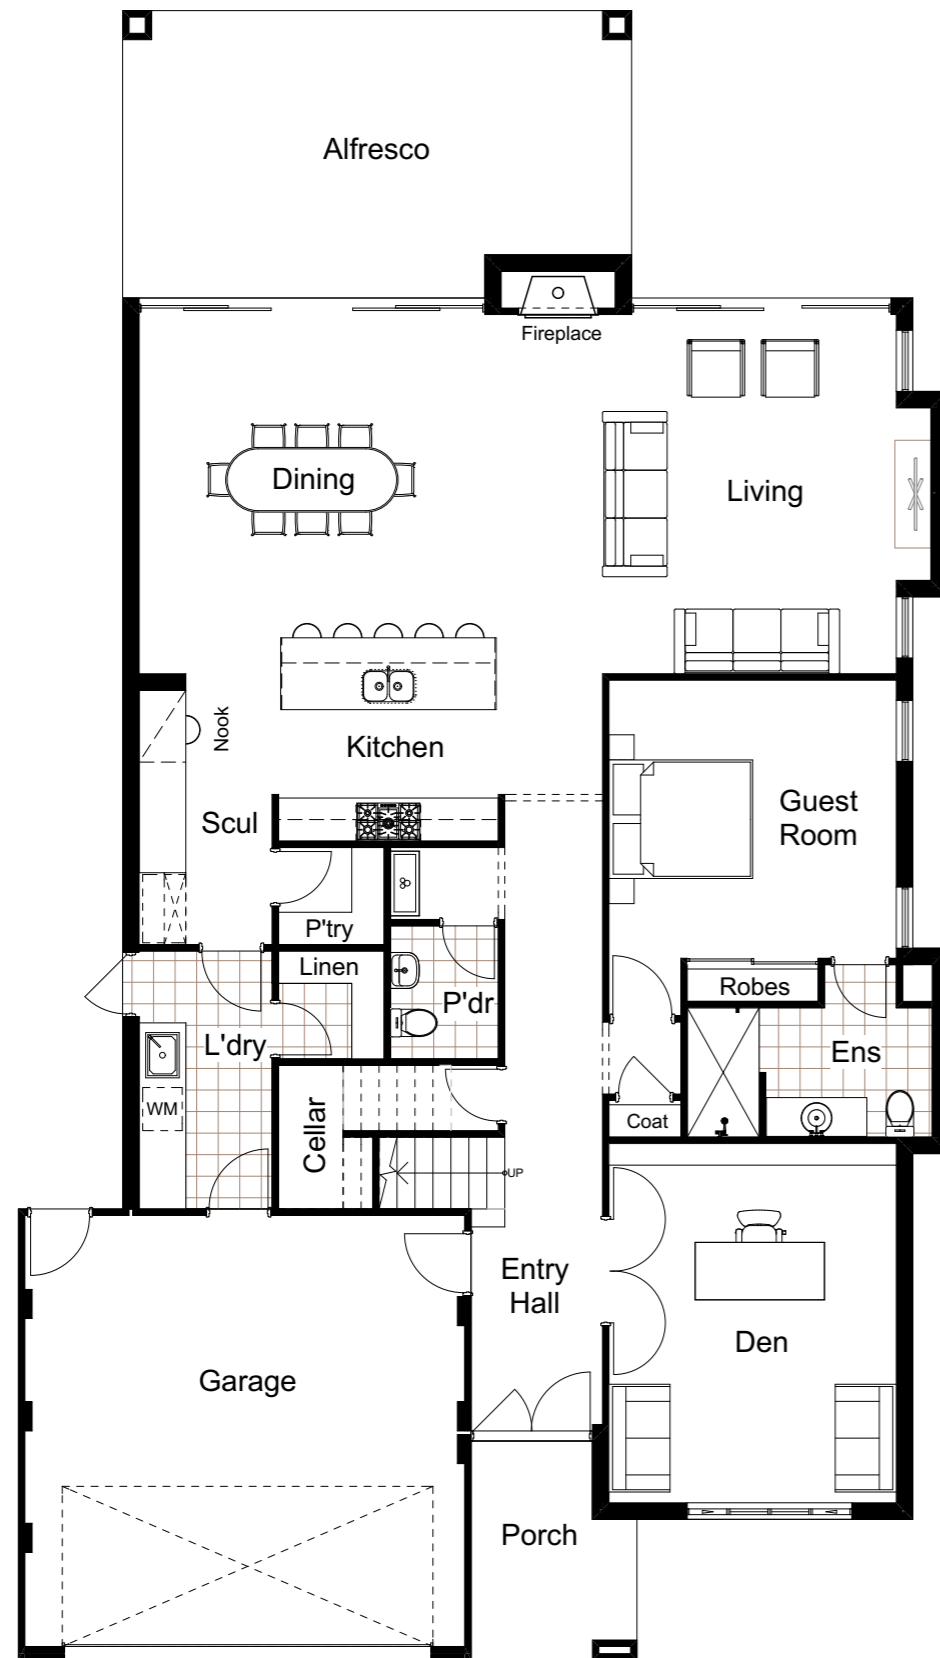 Alfresco
Fireplace
Dining
Living
Nook
Kitchen
Guest
Room
Scul
P'try
Linen
Robes
P'dr
L'dry
Ens
WM
Cellar
Coat
UP
Entry
Hall
Den
Garage
Porch